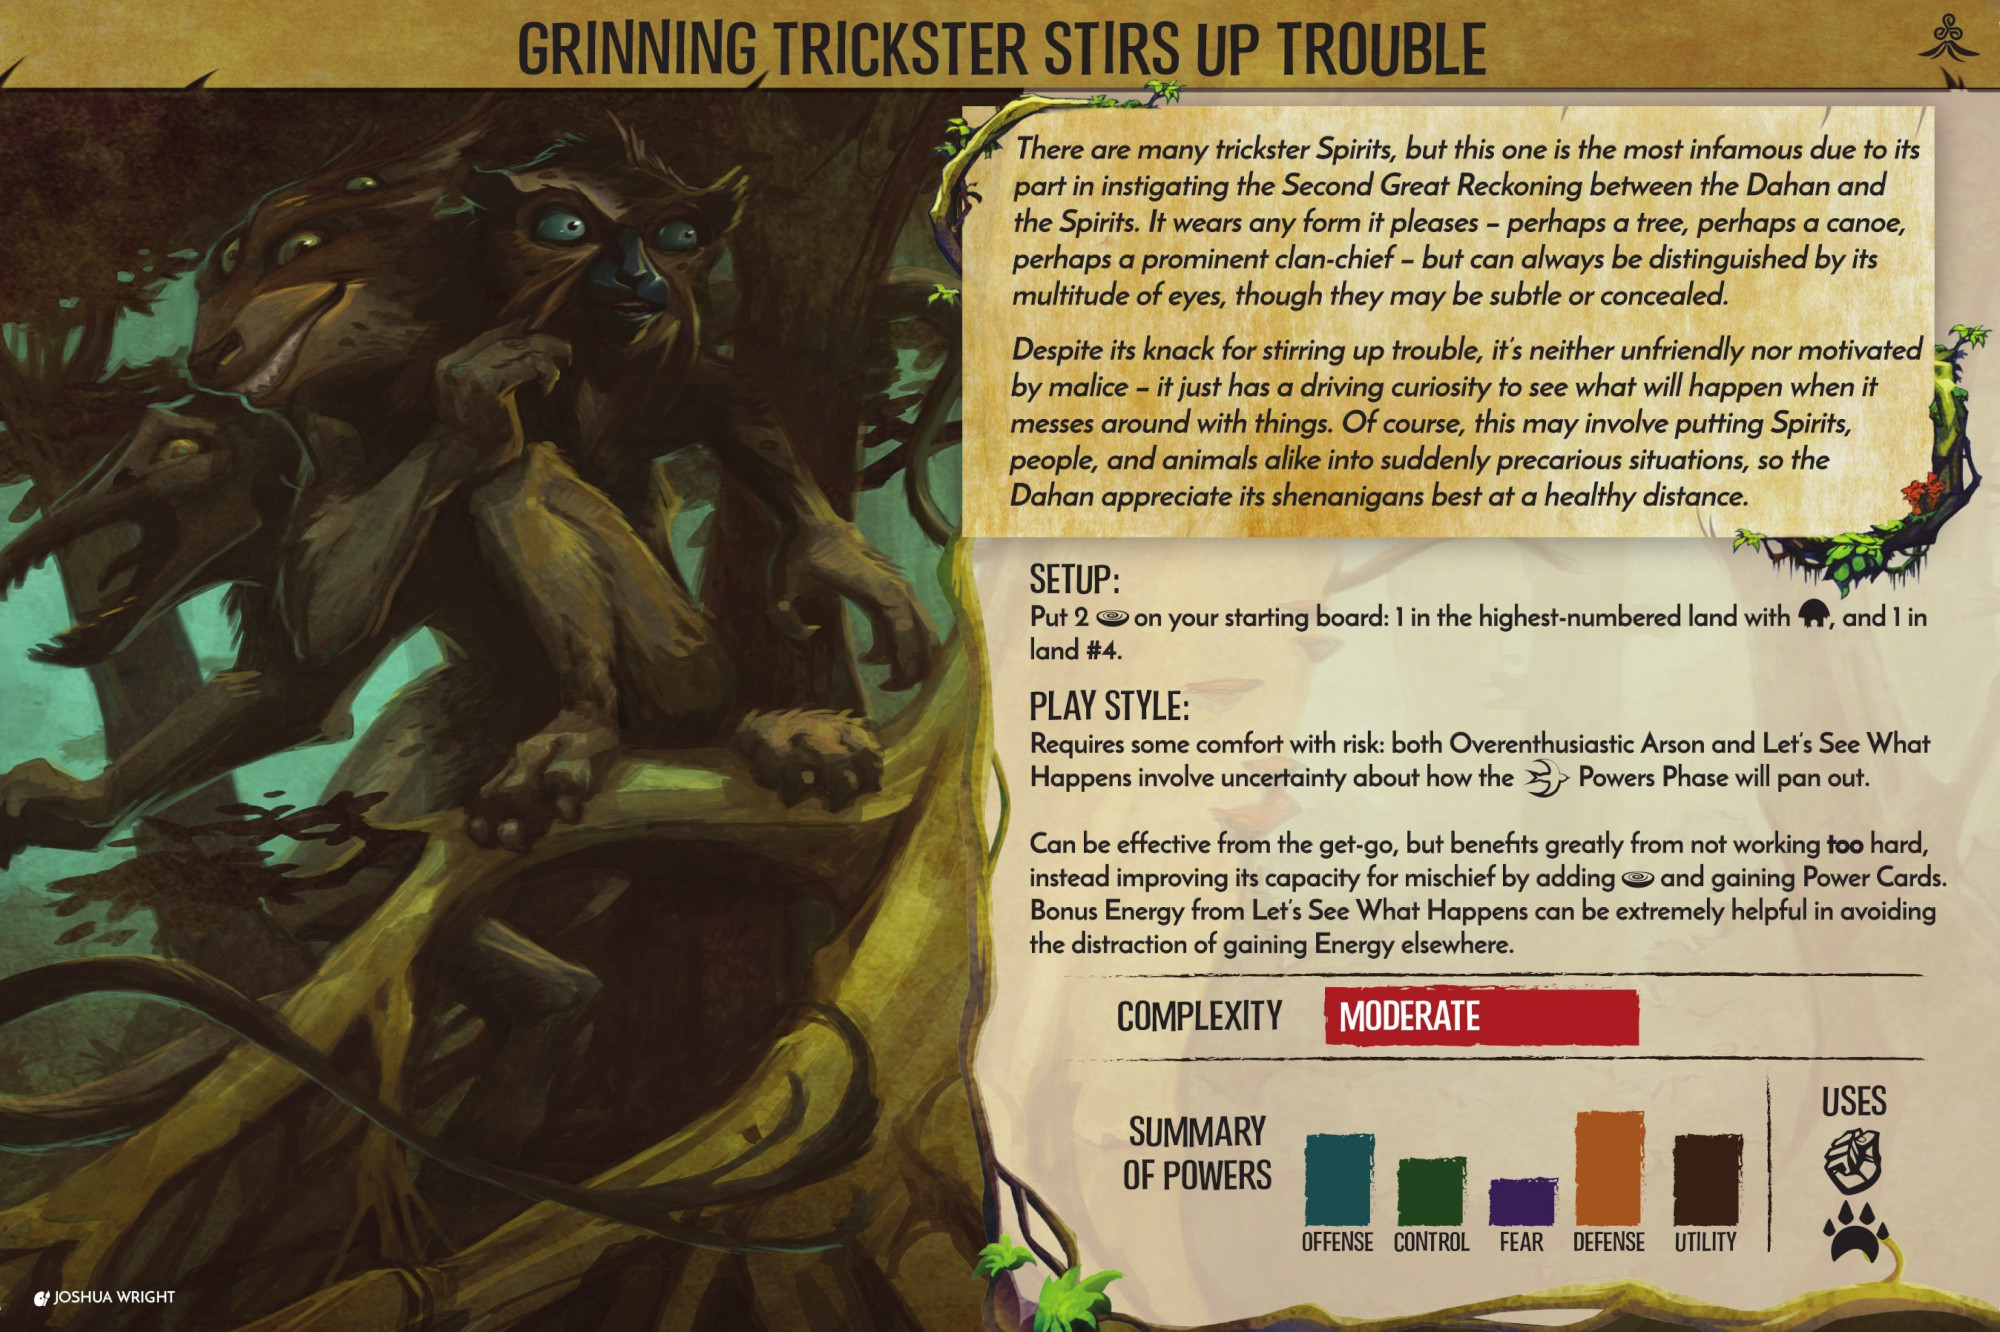 GRINNING TRICKSTER STIRS UP TROUBLE
There are many trickster Spirits, but this one is the most infamous due to its
part in instigating the Second Great Reckoning between the Dahan and
the Spirits. It wears any form it pleases – perhaps a tree, perhaps a canoe,
perhaps a prominent clan-chief – but can always be distinguished by its
multitude of eyes, though they may be subtle or concealed.
Despite its knack for stirring up trouble, it's neither unfriendly nor motivated
by malice – it just has a driving curiosity to see what will happen when it
messes around with things. Of course, this may involve putting Spirits,
people, and animals alike into suddenly precarious situations, so the
Dahan appreciate its shenanigans best at a healthy distance.
SETUP:
Put 2 on your starting board: 1 in the highest-numbered land with , and 1 in
land #4.
PLAY STYLE:
Requires some comfort with risk: both Overenthusiastic Arson and Let's See What
Happens involve uncertainty about how the Powers Phase will pan out.
Can be effective from the get-go, but benefits greatly from not working too hard,
instead improving its capacity for mischief by adding and gaining Power Cards.
Bonus Energy from Let's See What Happens can be extremely helpful in avoiding
the distraction of gaining Energy elsewhere.
COMPLEXITY MODERATE
SUMMARY
OF POWERS
OFFENSE CONTROL FEAR DEFENSE UTILITY
USES
JOSHUA WRIGHT